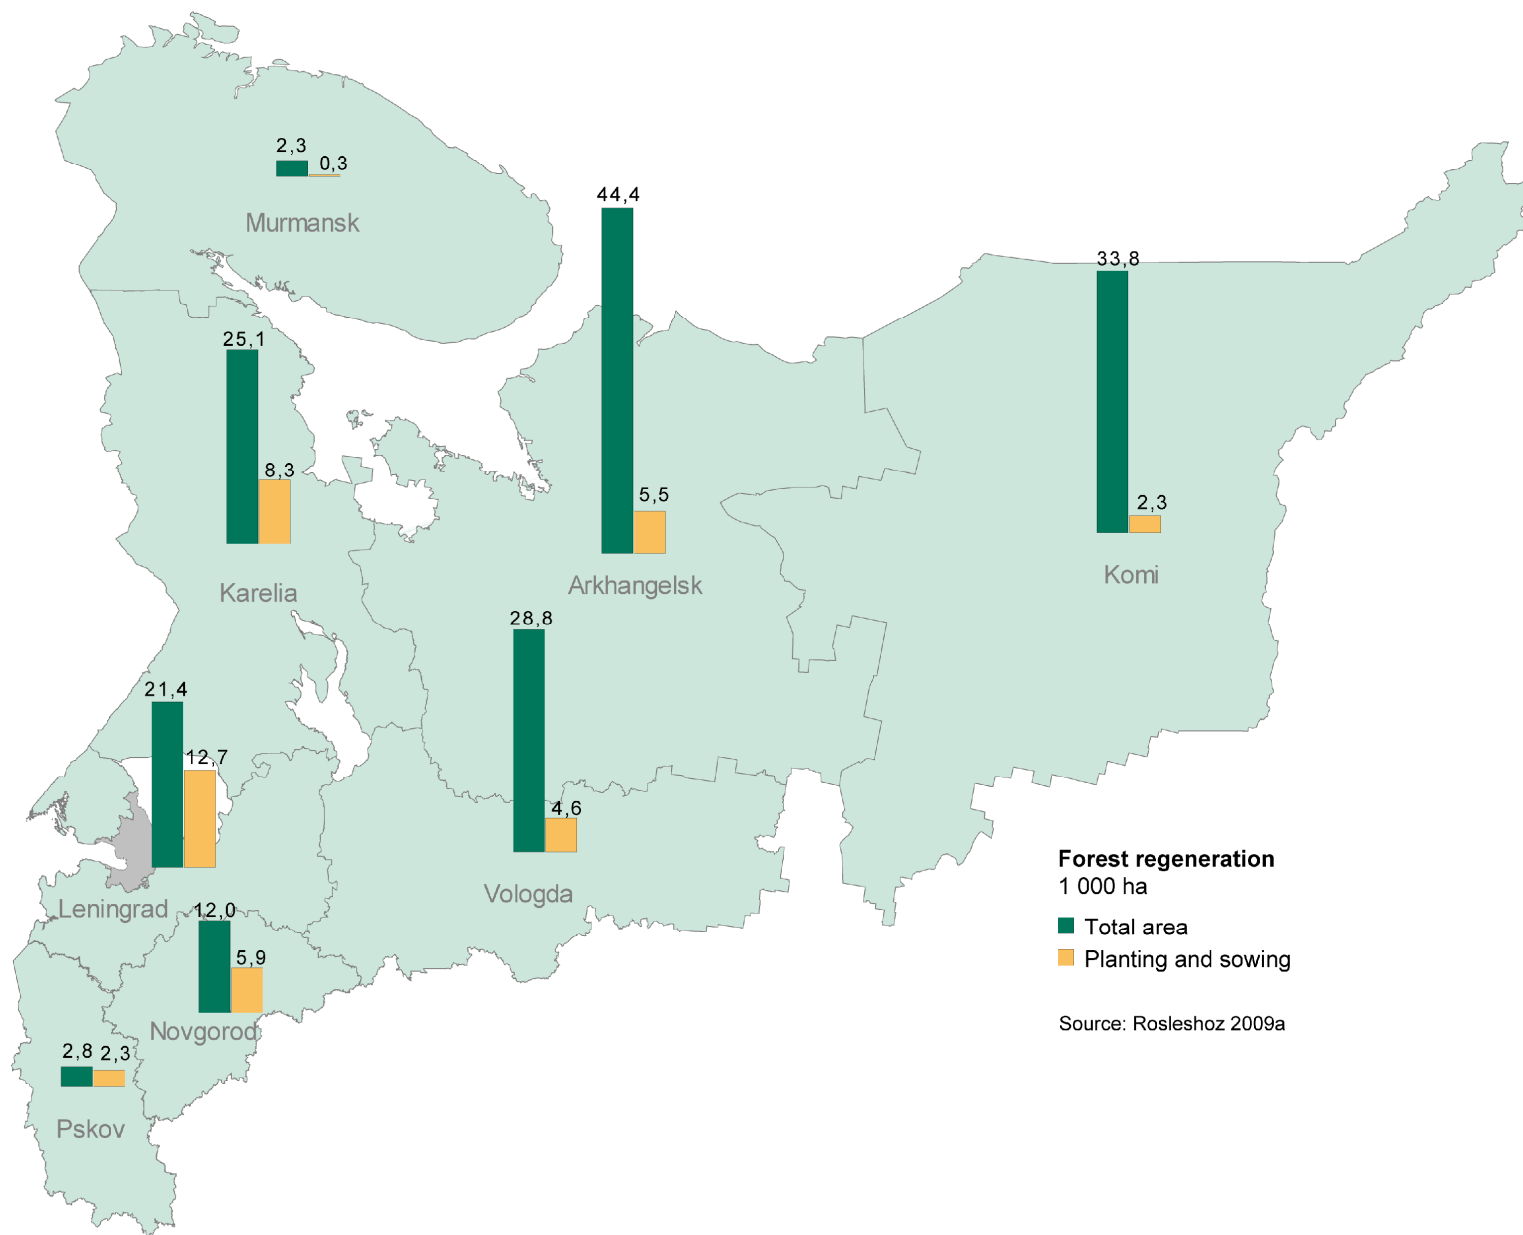 2,3
0,3
Murmansk
44,4
5,5
Arkhangelsk
33,8
2,3
Komi
25,1
8,3
Karelia
28,8
4,6
Vologda
21,4
12,7
Leningrad
12,0
5,9
Novgorod
2,8
2,3
Pskov
Forest regeneration
1 000 ha
Total area
Planting and sowing
Source: Rosleshoz 2009a